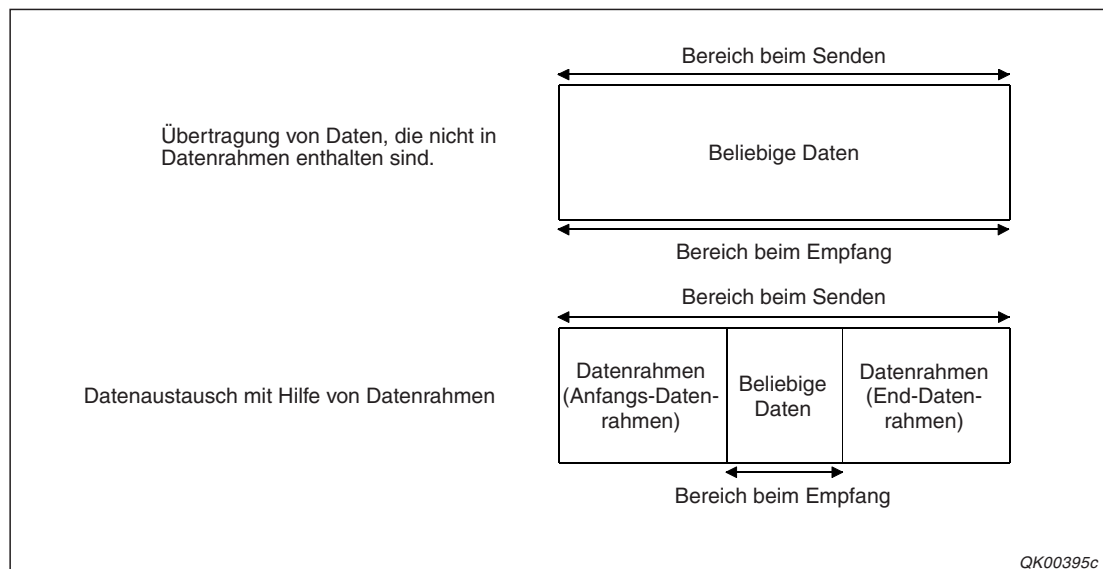 Bereich beim Senden
Übertragung von Daten, die nicht in
Datenrahmen enthalten sind.
Beliebige Daten
Bereich beim Empfang
Bereich beim Senden
Datenaustausch mit Hilfe von Datenrahmen
Datenrahmen
(Anfangs-Daten-
rahmen)
Beliebige
Daten
Datenrahmen
(End-Daten-
rahmen)
Bereich beim Empfang
QK00395c